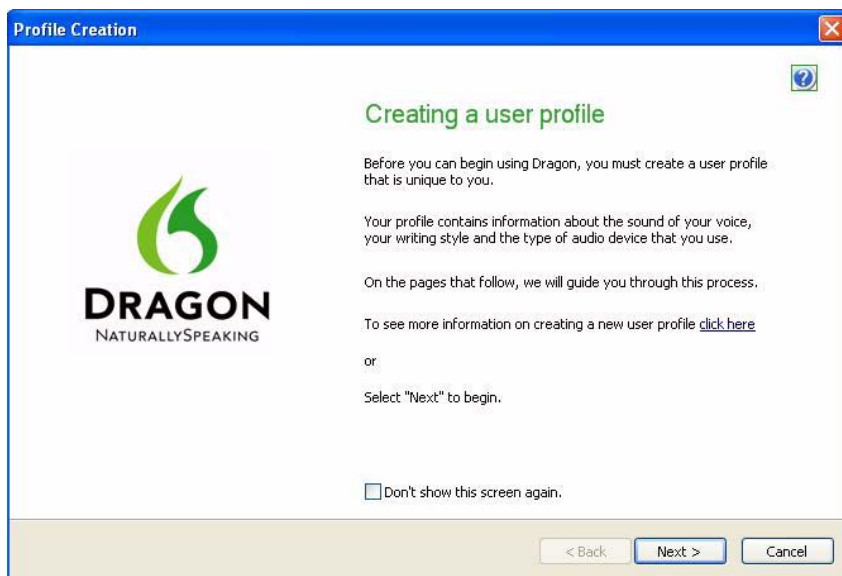 Profile Creation
Creating a user profile
Before you can begin using Dragon, you must create a user profile
that is unique to you.
Your profile contains information about the sound of your voice,
your writing style and the type of audio device that you use.
On the pages that follow, we will guide you through this process.
To see more information on creating a new user profile click here
or
Select "Next" to begin.
DRAGON
NATURALLYSPEAKING
Don't show this screen again.
< Back Next > Cancel